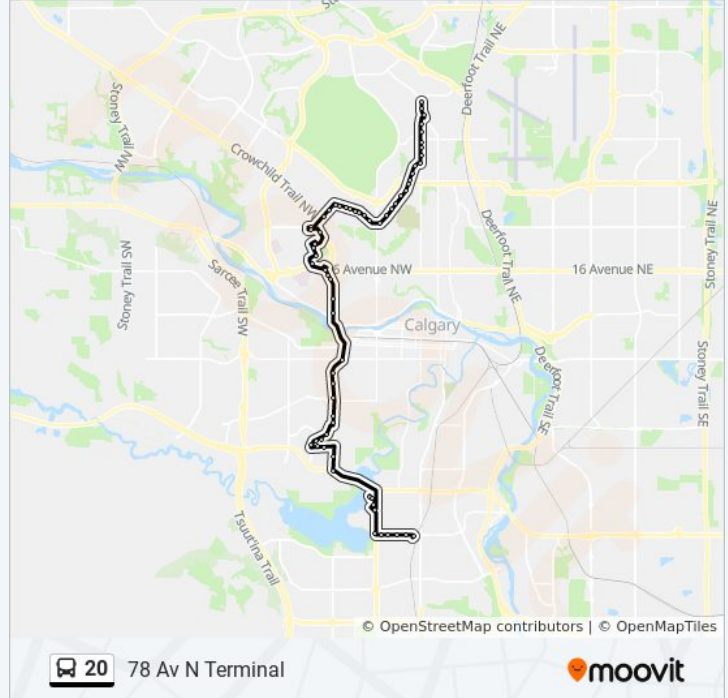 Sto
Deerfoot Trail NE
Stoney Trail
NW
Crowchild Trail NW
Deerfoot Trail NE
Stoney Trail NE
Stoney Trail SW
Sarcee Trail SW
6 Avenue NW
16 Avenue NE
Calgary
Deerfoot Trail SE
Stoney Trail SE
Tsuut'ina Trail
© OpenStreetMap contributors | © OpenMapTiles
20 78 Av N Terminal
moovit